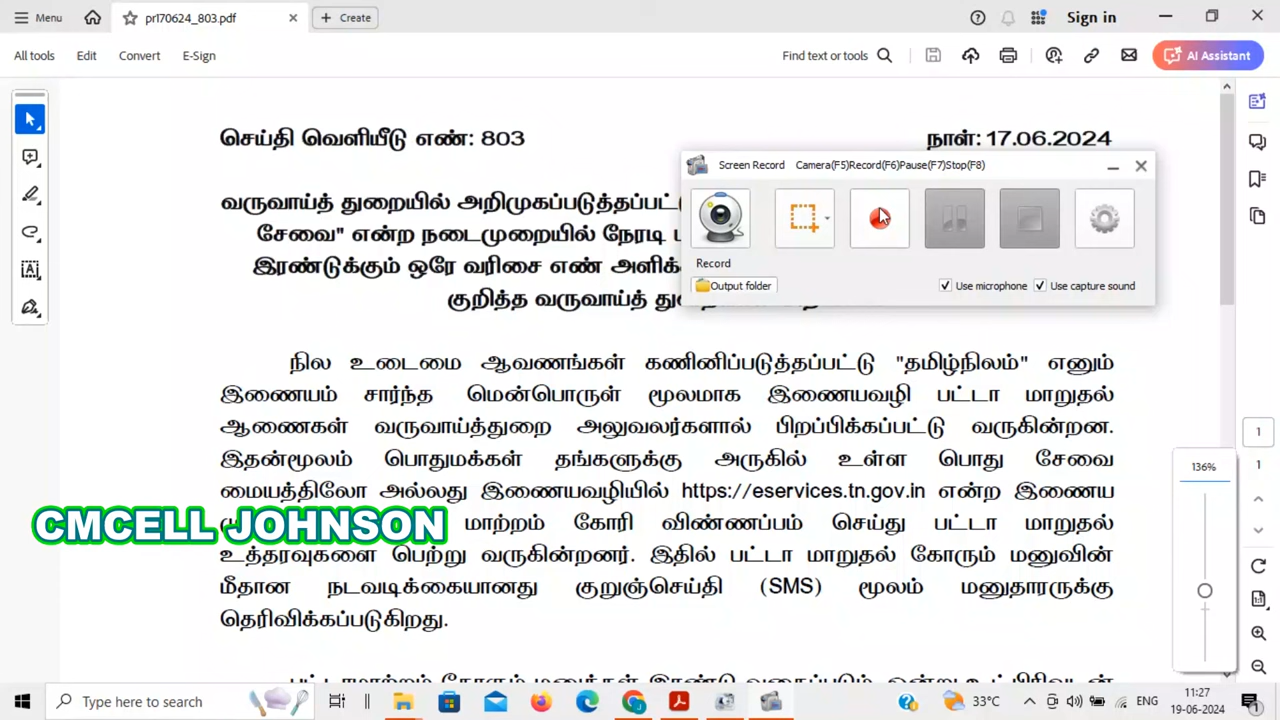 Menu
pr170624_803.pdf
Create
Sign in
All tools
Edit
Convert
E-Sign
Find text or tools
AI Assistant
செய்தி வெளியீடு எண்: 803
நாள்: 17.06.2024
Screen Record Camera(F5)Record(F6)Pause(F7)Stop(F8)
Record
Output folder
Use microphone
Use capture sound
வருவாய்த் துறையில்
சேவை" என்ற நடைமுறையில் நேரடி
இரண்டுக்கும் ஒரே வரிசை எண்
குறித்த வருவாய்த்
நில உடைமை ஆவணங்கள் கணினிப்படுத்தப்பட்டு "தமிழ்நிலம்" எனும்
இணையம் சார்ந்த மென்பொருள் மூலமாக இணையவழி பட்டா மாறுதல்
ஆணைகள் வருவாய்த்துறை அலுவலர்களால் பிறப்பிக்கப்பட்டு வருகின்றன.
இதன்மூலம் பொதுமக்கள் தங்களுக்கு அருகில் உள்ள பொது சேவை
மையத்திலோ அல்லது இணையவழியில் https://eservices.tn.gov.in என்ற இணைய
CMCELL JOHNSON
மாற்றம் கோரி விண்ணப்பம் செய்து பட்டா மாறுதல்
உத்தரவுகளை பெற்று வருகின்றனர். இதில் பட்டா மாறுதல் கோரும் மனுவின்
மீதான நடவடிக்கையானது குறுஞ்செய்தி (SMS) மூலம் மனுதாரருக்கு
தெரிவிக்கப்படுகிறது.
1
1
136%
Type here to search
33°C
ENG
11:27
19-06-2024